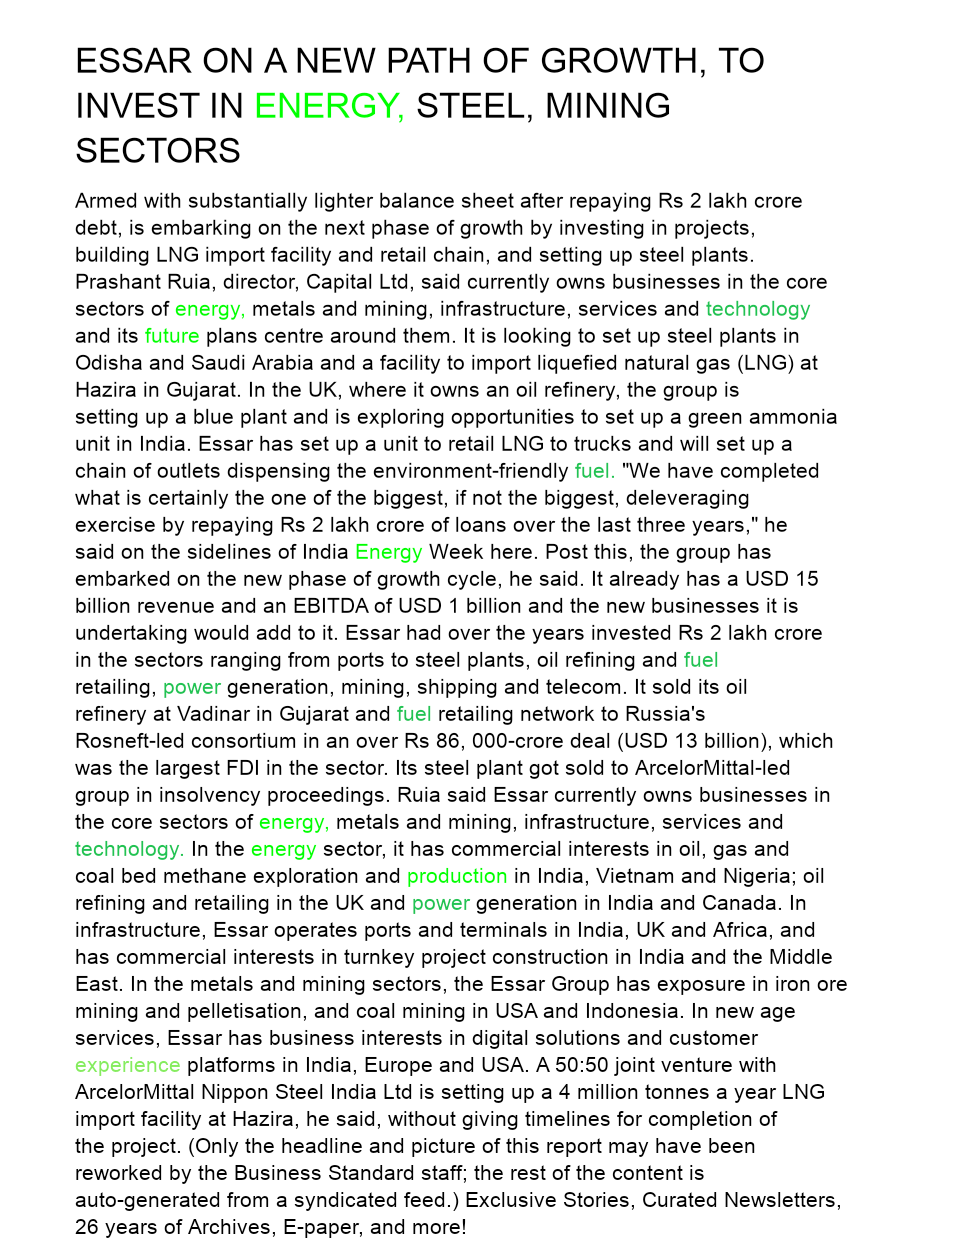 ESSAR ON A NEW PATH OF GROWTH, TO
INVEST IN ENERGY, STEEL, MINING
SECTORS
Armed with substantially lighter balance sheet after repaying Rs 2 lakh crore
debt, is embarking on the next phase of growth by investing in projects,
building LNG import facility and retail chain, and setting up steel plants.
Prashant Ruia, director, Capital Ltd, said currently owns businesses in the core
sectors of energy, metals and mining, infrastructure, services and technology
and its future plans centre around them. It is looking to set up steel plants in
Odisha and Saudi Arabia and a facility to import liquefied natural gas (LNG) at
Hazira in Gujarat. In the UK, where it owns an oil refinery, the group is
setting up a blue plant and is exploring opportunities to set up a green ammonia
unit in India. Essar has set up a unit to retail LNG to trucks and will set up a
chain of outlets dispensing the environment-friendly fuel. "We have completed
what is certainly the one of the biggest, if not the biggest, deleveraging
exercise by repaying Rs 2 lakh crore of loans over the last three years," he
said on the sidelines of India Energy Week here. Post this, the group has
embarked on the new phase of growth cycle, he said. It already has a USD 15
billion revenue and an EBITDA of USD 1 billion and the new businesses it is
undertaking would add to it. Essar had over the years invested Rs 2 lakh crore
in the sectors ranging from ports to steel plants, oil refining and fuel
retailing, power generation, mining, shipping and telecom. It sold its oil
refinery at Vadinar in Gujarat and fuel retailing network to Russia's
Rosneft-led consortium in an over Rs 86, 000-crore deal (USD 13 billion), which
was the largest FDI in the sector. Its steel plant got sold to ArcelorMittal-led
group in insolvency proceedings. Ruia said Essar currently owns businesses in
the core sectors of energy, metals and mining, infrastructure, services and
technology. In the energy sector, it has commercial interests in oil, gas and
coal bed methane exploration and production in India, Vietnam and Nigeria; oil
refining and retailing in the UK and power generation in India and Canada. In
infrastructure, Essar operates ports and terminals in India, UK and Africa, and
has commercial interests in turnkey project construction in India and the Middle
East. In the metals and mining sectors, the Essar Group has exposure in iron ore
mining and pelletisation, and coal mining in USA and Indonesia. In new age
services, Essar has business interests in digital solutions and customer
experience platforms in India, Europe and USA. A 50:50 joint venture with
ArcelorMittal Nippon Steel India Ltd is setting up a 4 million tonnes a year LNG
import facility at Hazira, he said, without giving timelines for completion of
the project. (Only the headline and picture of this report may have been
reworked by the Business Standard staff; the rest of the content is
auto-generated from a syndicated feed.) Exclusive Stories, Curated Newsletters,
26 years of Archives, E-paper, and more!